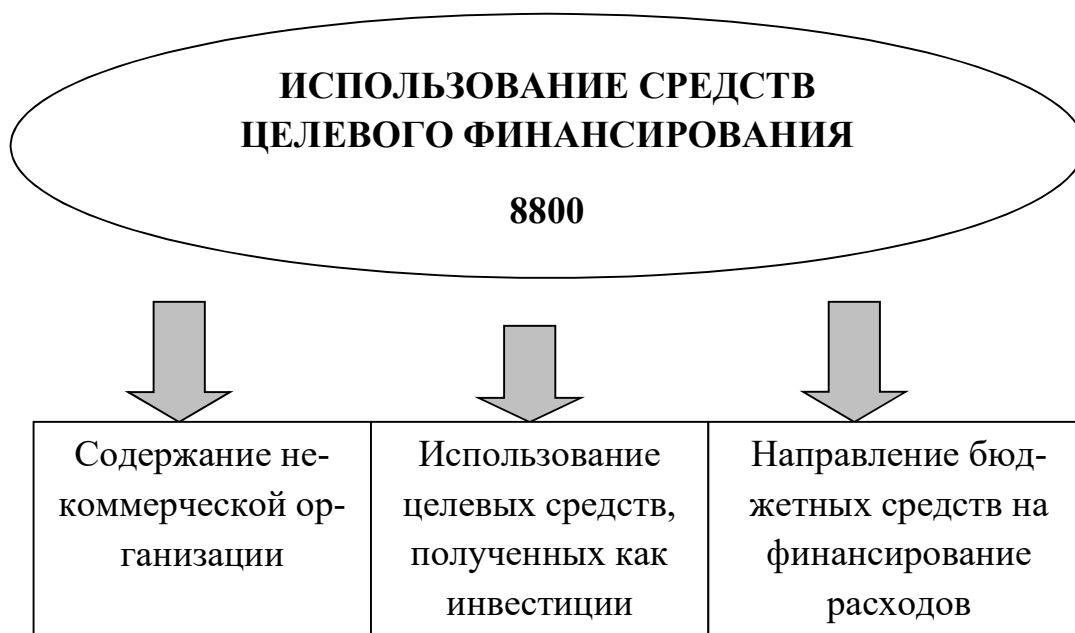 ИСПОЛЬЗОВАНИЕ СРЕДСТВ
ЦЕЛЕВОГО ФИНАНСИРОВАНИЯ
8800
Содержание не-
коммерческой ор-
ганизации
Использование
целевых средств,
полученных как
инвестиции
Направление бюд-
жетных средств на
финансирование
расходов